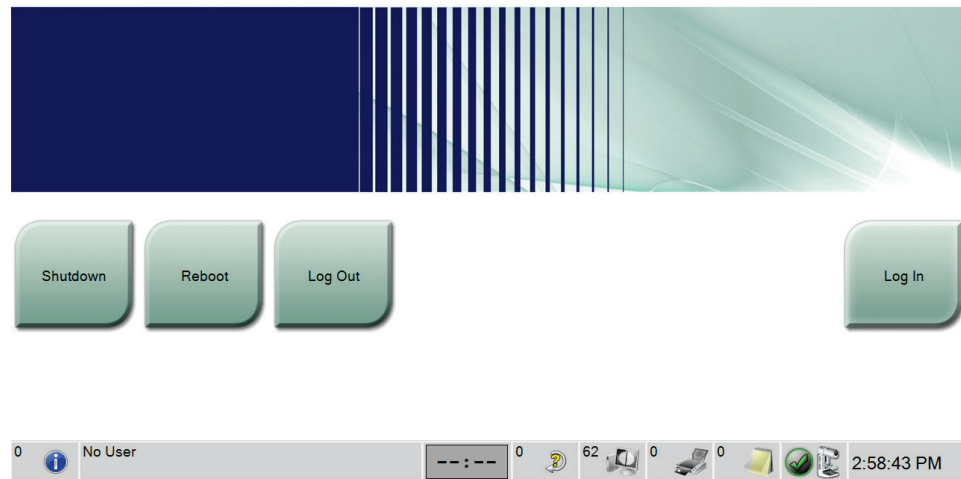 Shutdown
Reboot
Log Out
Log In
0 No User --:-- 0 62 0 0 2:58:43 PM